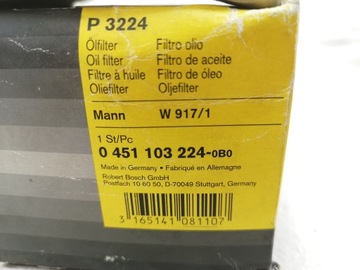 P 3224
Ölfilter Filtro olio
Oil filter Filtro de aceite
Filtre à huile Filtro de óleo
Oliefilter Oljefilter
Mann W 917/1
1 St/Pc
0 451 103 224-0B0
Made in Germany • Fabriqué en Allemagne
Robert Bosch GmbH
Postfach 10 60 50, D-70049 Stuttgart, Germany
3 165141 081107